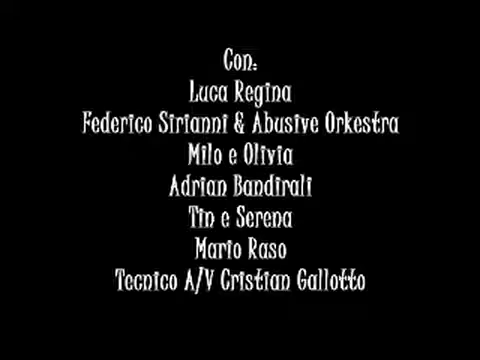 Con:
Luca Regina
Federico Sirianni & Abusive Orkestra
Milo e Olivia
Adrian Bandirali
Tin e Serena
Mario Raso
Tecnico A/V Cristian Gallotto